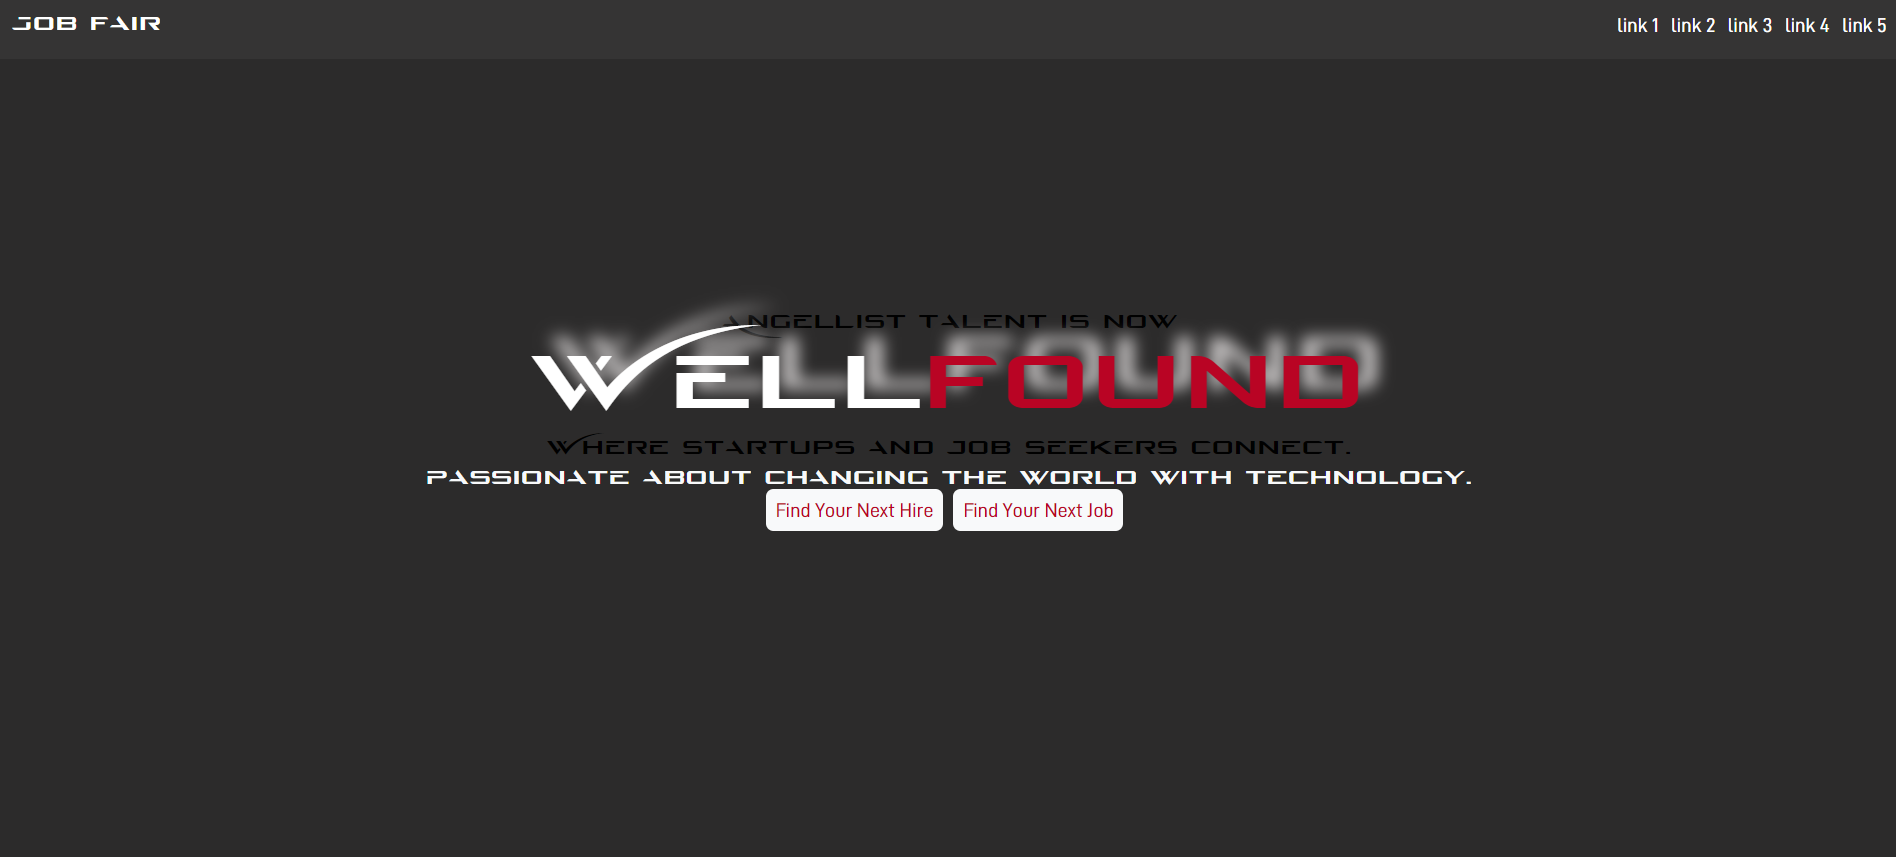 JOB FAIR
link 1 link 2 link 3 link 4 link 5
ANGELLIST TALENT IS NOW
WELLFOUND
WHERE STARTUPS AND JOB SEEKERS CONNECT.
PASSIONATE ABOUT CHANGING THE WORLD WITH TECHNOLOGY.
Find Your Next Hire Find Your Next Job